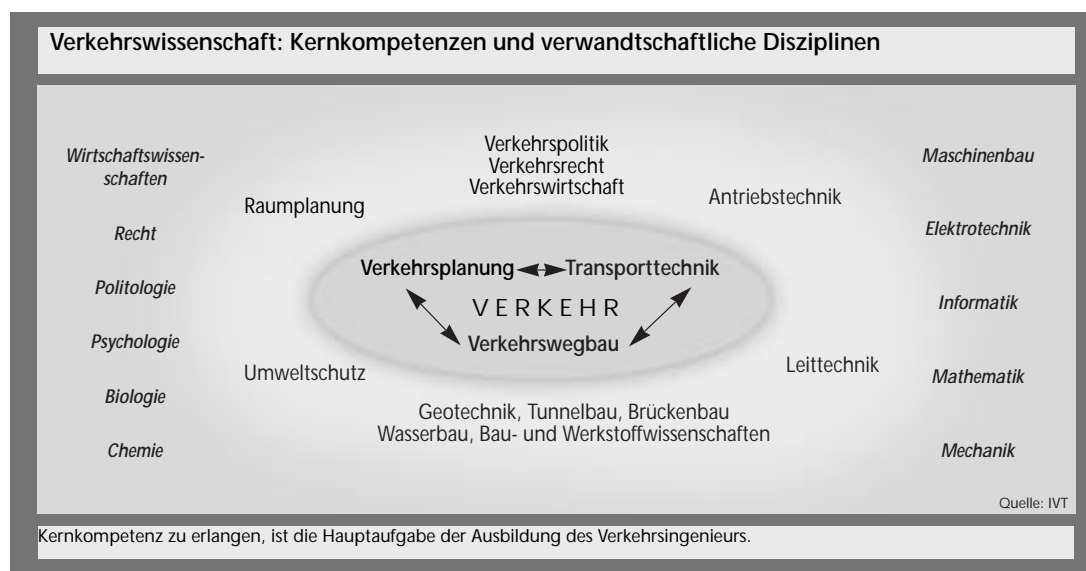 Verkehrswissenschaft: Kernkompetenzen und verwandtschaftliche Disziplinen
Wirtschaftswissen-
schaften
Recht
Politologie
Psychologie
Biologie
Chemie
Raumplanung
Umweltschutz
Verkehrspolitik
Verkehrsrecht
Verkehrswirtschaft
Verkehrsplanung
Transporttechnik
VERKEHR
Verkehrswegbau
Geotechnik, Tunnelbau, Brückenbau
Wasserbau, Bau- und Werkstoffwissenschaften
Antriebstechnik
Leittechnik
Maschinenbau
Elektrotechnik
Informatik
Mathematik
Mechanik
Quelle: IVT
Kernkompetenz zu erlangen, ist die Hauptaufgabe der Ausbildung des Verkehrsingenieurs.